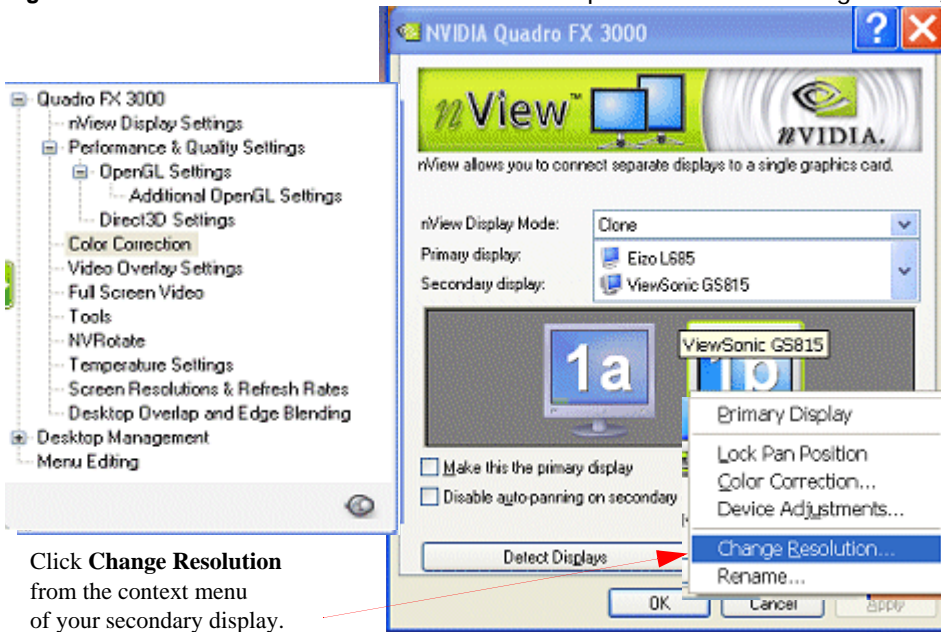 NVIDIA Quadro FX 3000
nView™
NVIDIA.
nView allows you to connect separate displays to a single graphics card.
nView Display Mode:
Clone
Primary display:
Eizo L685
Secondary display:
ViewSonic GS815
1a
1b
ViewSonic GS815
Primary Display
Lock Pan Position
Color Correction...
Device Adjustments...
Change Resolution...
Rename...
Make this the primary display
Disable auto-panning on secondary
Detect Displays
OK
Cancel
Apply
Quadro FX 3000
nView Display Settings
Performance & Quality Settings
OpenGL Settings
Additional OpenGL Settings
Direct3D Settings
Color Correction
Video Overlay Settings
Full Screen Video
Tools
NVRotate
Temperature Settings
Screen Resolutions & Refresh Rates
Desktop Overlap and Edge Blending
Desktop Management
Menu Editing
Click Change Resolution
from the context menu
of your secondary display.